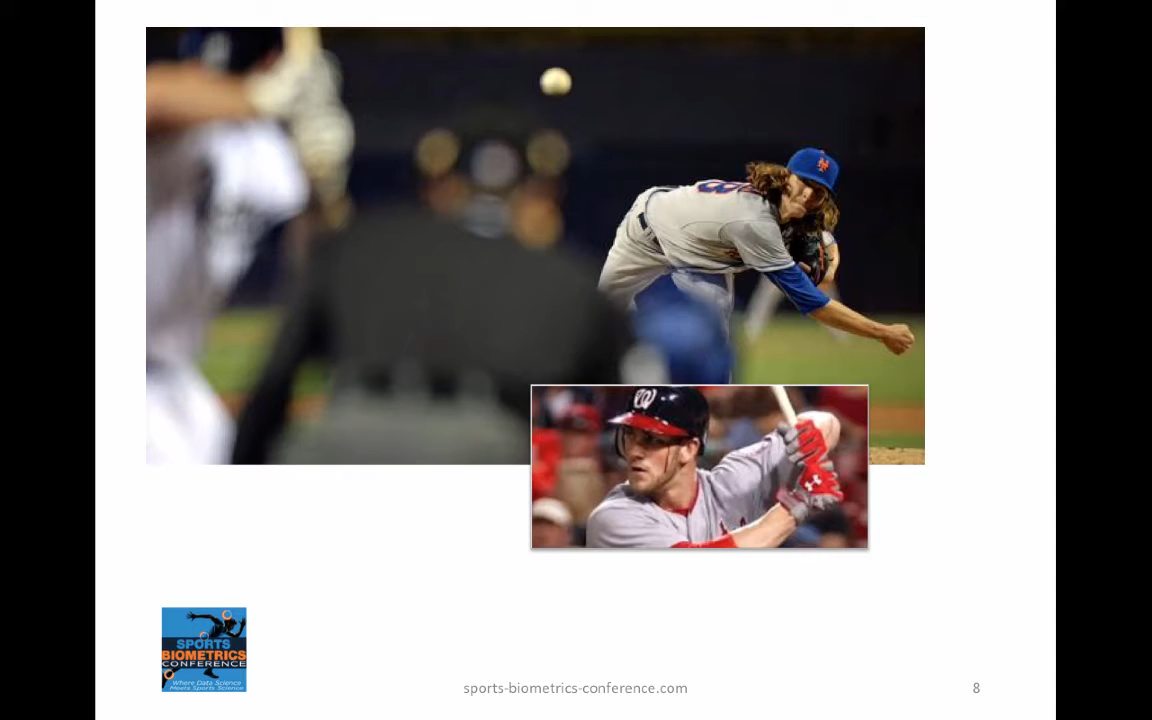 W
SPORTS
BIOMETRICS
CONFERENCE
Where Data Science
Meets Sports Science
sports-biometrics-conference.com
8